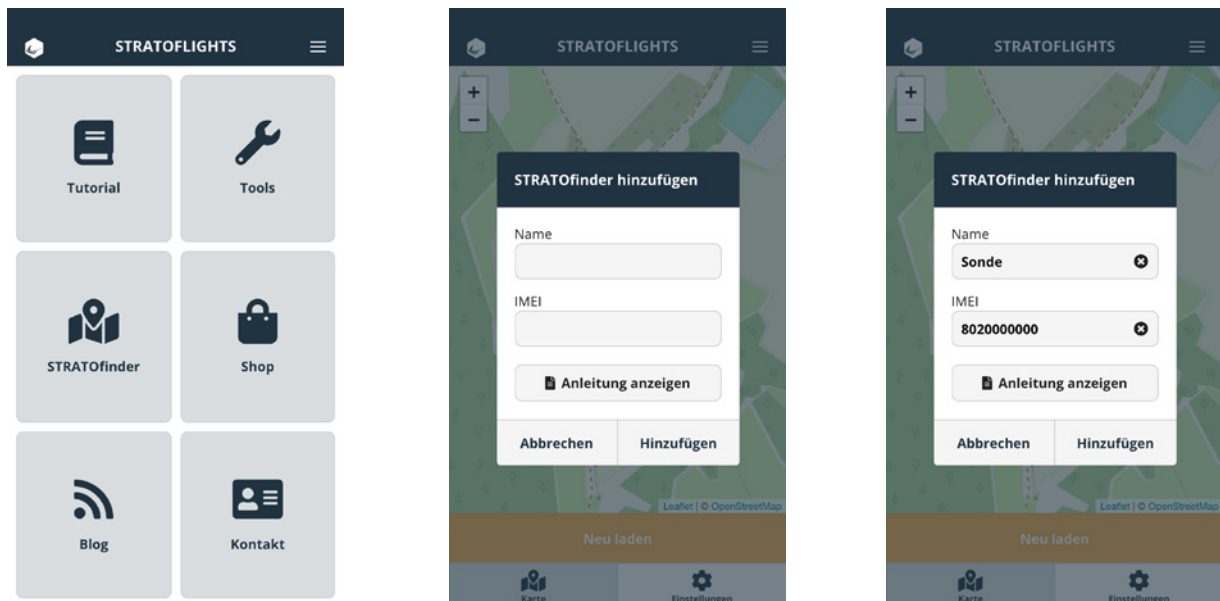 STRATOFLIGHTS
Tutorial
Tools
STRATOfinder
Shop
Blog
Kontakt
STRATOFLIGHTS
+
−
STRATOfinder hinzufügen
Name
IMEI
Anleitung anzeigen
Abbrechen Hinzufügen
Leaflet | © OpenStreetMap
Neu laden
Karte Einstellungen
STRATOFLIGHTS
+
−
STRATOfinder hinzufügen
Name
Sonde
IMEI
8020000000
Anleitung anzeigen
Abbrechen Hinzufügen
Leaflet | © OpenStreetMap
Neu laden
Karte Einstellungen